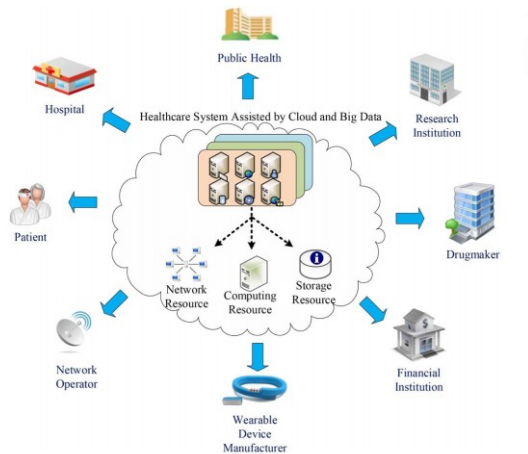 Public Health
Hospital
Healthcare System Assisted by Cloud and Big Data
Research
Institution
Patient
Drugmaker
Network
Resource
Computing
Resource
Storage
Resource
Network
Operator
Financial
Institution
Wearable
Device
Manufacturer